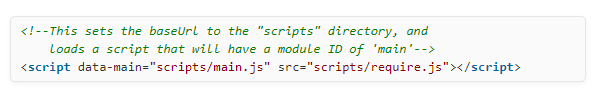 <!--This sets the baseUrl to the "scripts" directory, and
    loads a script that will have a module ID of 'main'-->
<script data-main="scripts/main.js" src="scripts/require.js"></script>